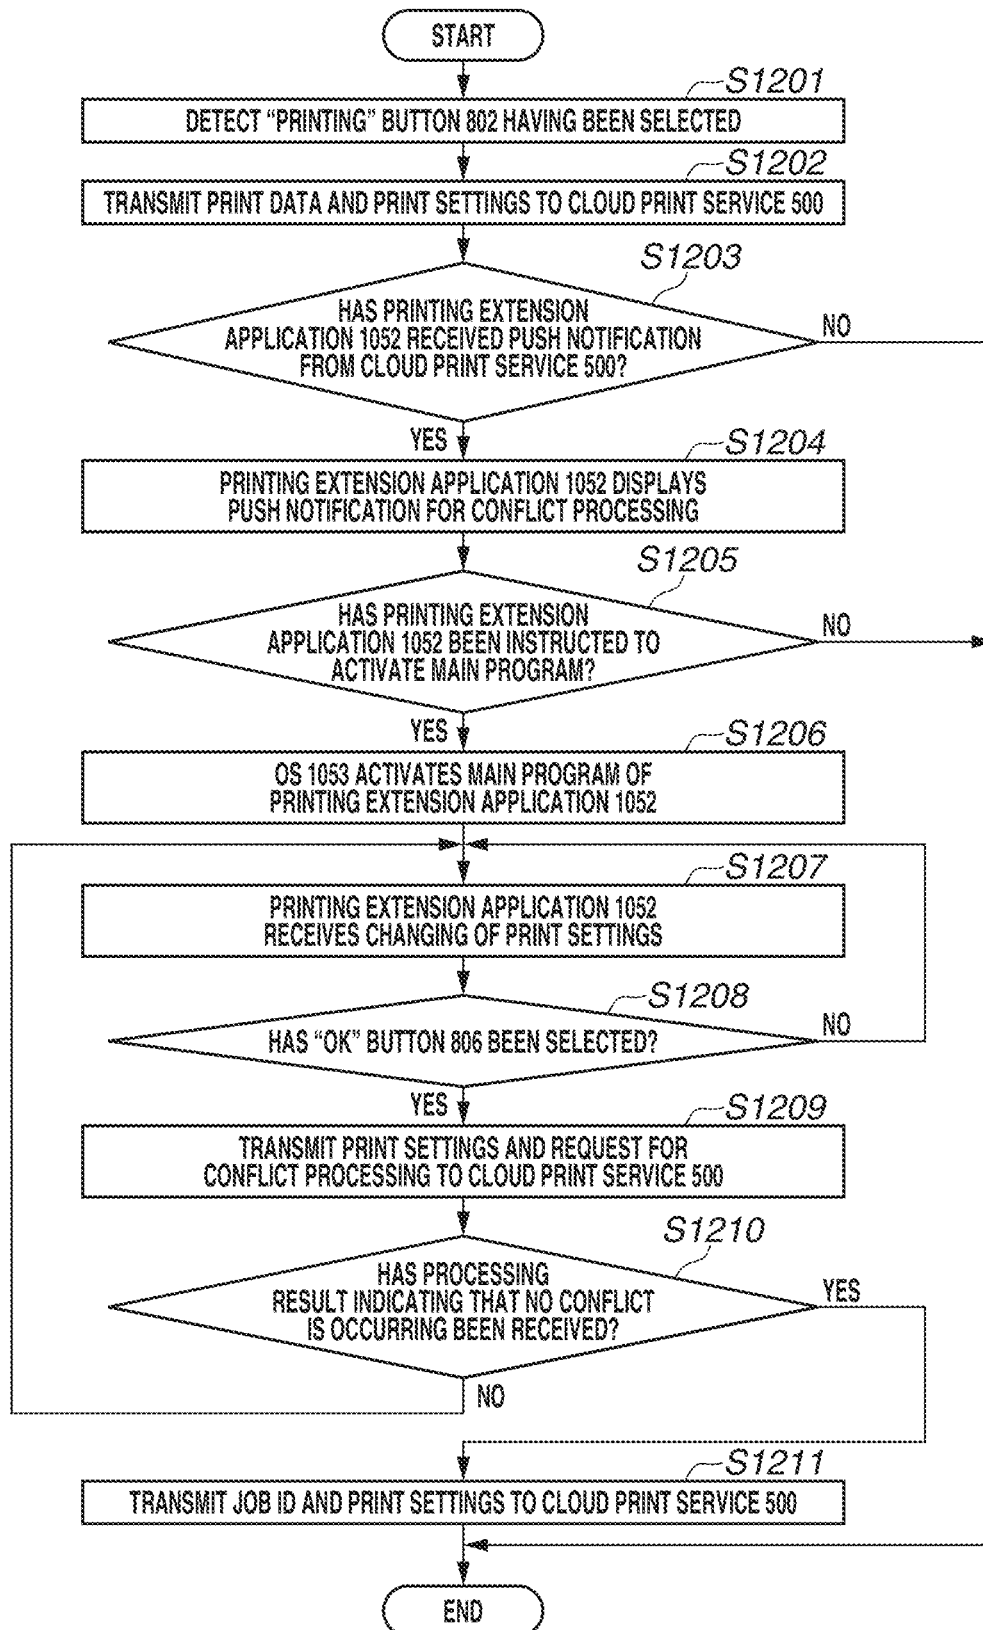 START
S1201
DETECT “PRINTING” BUTTON 802 HAVING BEEN SELECTED
S1202
TRANSMIT PRINT DATA AND PRINT SETTINGS TO CLOUD PRINT SERVICE 500
S1203
HAS PRINTING EXTENSION
APPLICATION 1052 RECEIVED PUSH NOTIFICATION
FROM CLOUD PRINT SERVICE 500?
NO
YES
S1204
PRINTING EXTENSION APPLICATION 1052 DISPLAYS
PUSH NOTIFICATION FOR CONFLICT PROCESSING
S1205
HAS PRINTING EXTENSION
APPLICATION 1052 BEEN INSTRUCTED TO
ACTIVATE MAIN PROGRAM?
NO
YES
S1206
OS 1053 ACTIVATES MAIN PROGRAM OF
PRINTING EXTENSION APPLICATION 1052
S1207
PRINTING EXTENSION APPLICATION 1052
RECEIVES CHANGING OF PRINT SETTINGS
S1208
HAS “OK” BUTTON 806 BEEN SELECTED?
NO
YES
S1209
TRANSMIT PRINT SETTINGS AND REQUEST FOR
CONFLICT PROCESSING TO CLOUD PRINT SERVICE 500
S1210
HAS PROCESSING
RESULT INDICATING THAT NO CONFLICT
IS OCCURRING BEEN RECEIVED?
YES
NO
S1211
TRANSMIT JOB ID AND PRINT SETTINGS TO CLOUD PRINT SERVICE 500
END